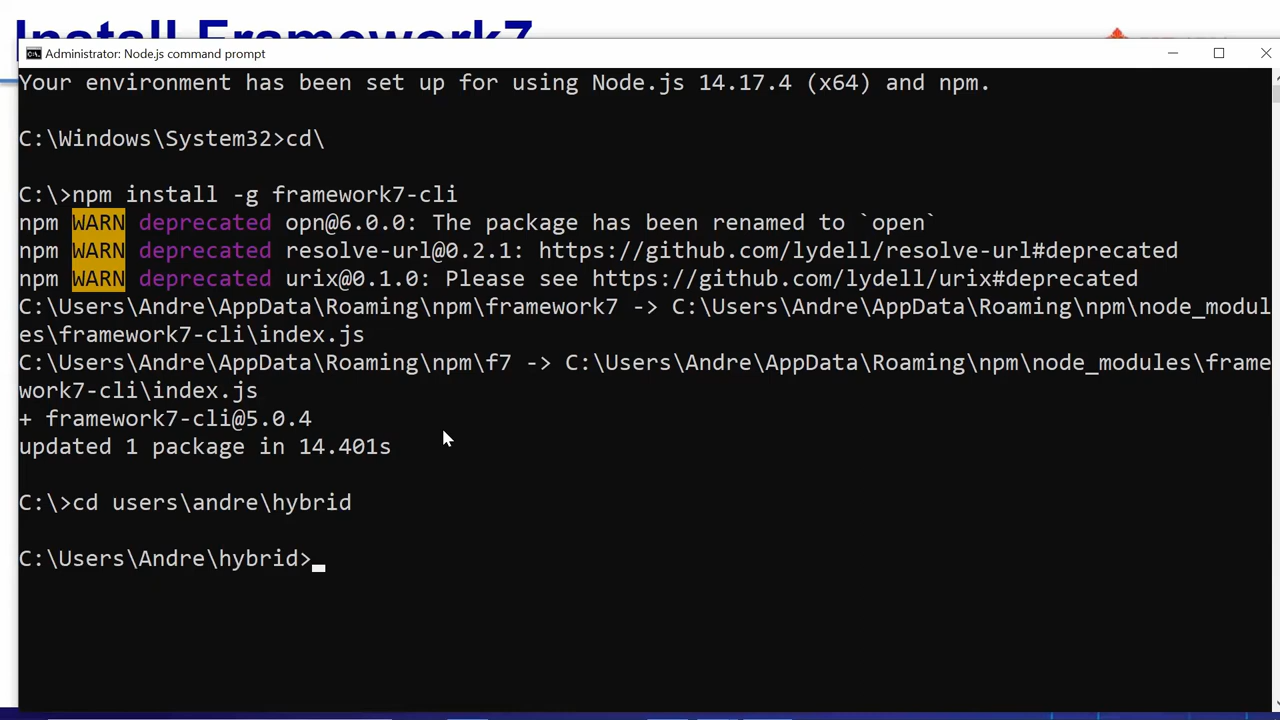 Install Framework7
Administrator: Node.js command prompt
Your environment has been set up for using Node.js 14.17.4 (x64) and npm.
C:\Windows\System32>cd\
C:\>npm install -g framework7-cli
npm WARN deprecated opn@6.0.0: The package has been renamed to `open`
npm WARN deprecated resolve-url@0.2.1: https://github.com/lydell/resolve-url#deprecated
npm WARN deprecated urix@0.1.0: Please see https://github.com/lydell/urix#deprecated
C:\Users\Andre\AppData\Roaming\npm\framework7 -> C:\Users\Andre\AppData\Roaming\npm\node_modul
es\framework7-cli\index.js
C:\Users\Andre\AppData\Roaming\npm\f7 -> C:\Users\Andre\AppData\Roaming\npm\node_modules\frame
work7-cli\index.js
+ framework7-cli@5.0.4
updated 1 package in 14.401s
C:\>cd users\andre\hybrid
C:\Users\Andre\hybrid>